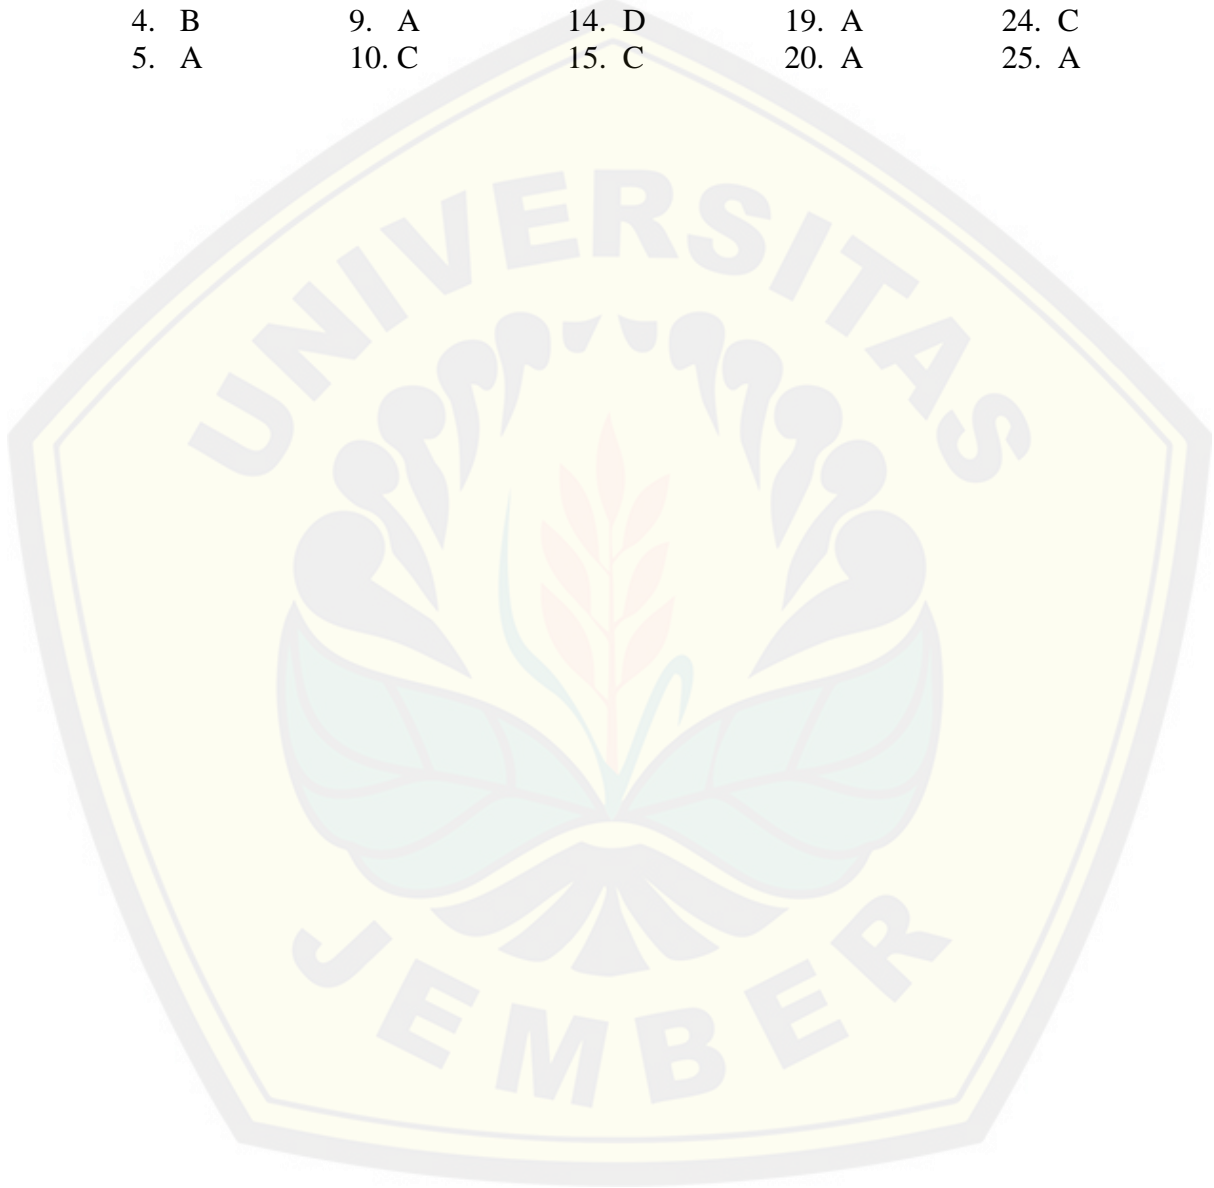 4. B 9. A 14. D 19. A 24. C
5. A 10. C 15. C 20. A 25. A
UNIVERSITAS
JEMBER